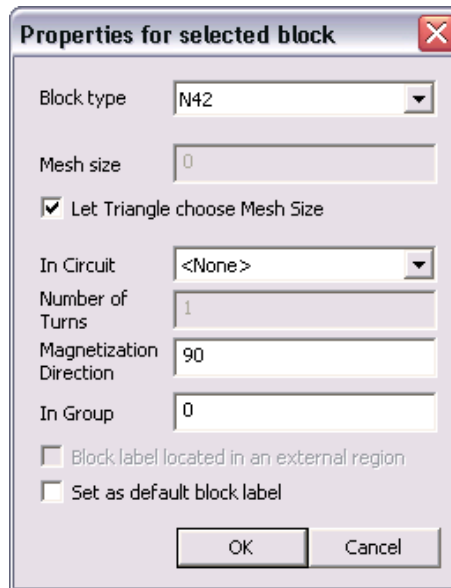 Properties for selected block
Block type N42
Mesh size 0
Let Triangle choose Mesh Size
In Circuit <None>
Number of
Turns 1
Magnetization
Direction 90
In Group 0
Block label located in an external region
Set as default block label
OK Cancel